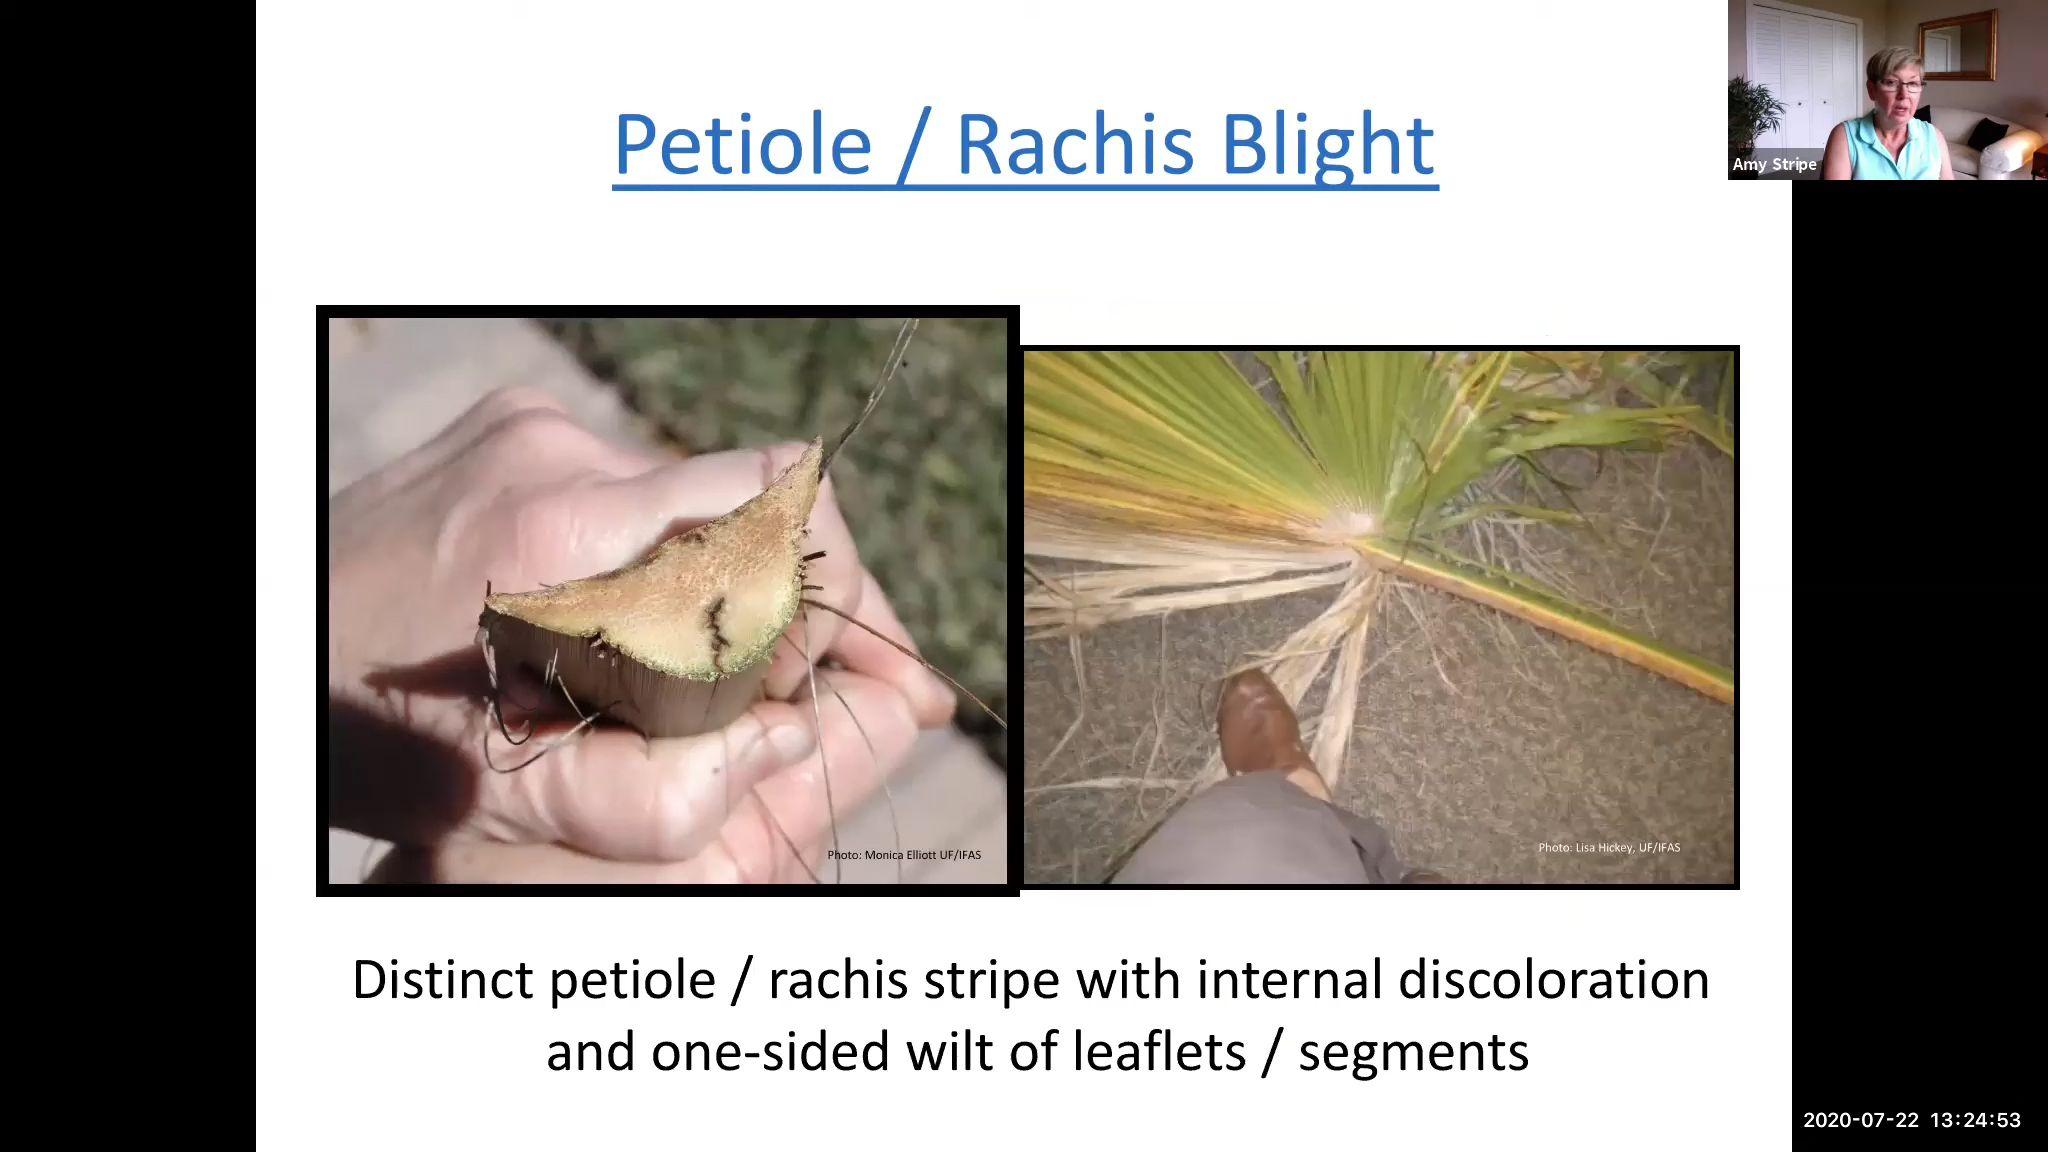 Petiole / Rachis Blight
Amy Stripe
Photo: Monica Elliott UF/IFAS
Photo: Lisa Hickey, UF/IFAS
Distinct petiole / rachis stripe with internal discoloration
and one-sided wilt of leaflets / segments
2020-07-22 13:24:53